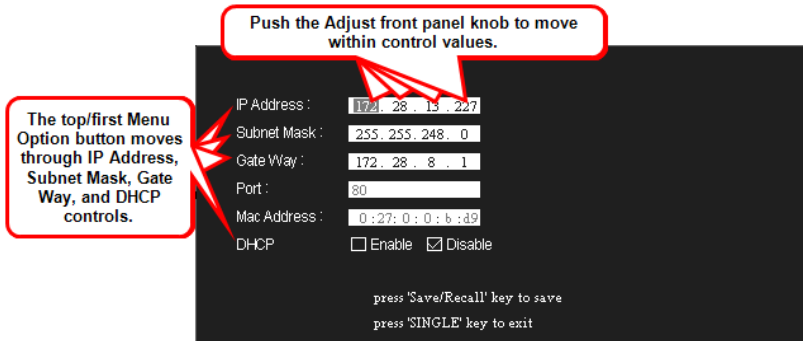 Push the Adjust front panel knob to move
within control values.
The top/first Menu
Option button moves
through IP Address,
Subnet Mask, Gate
Way, and DHCP
controls.
IP Address : 172. 28 . 13 . 227
Subnet Mask : 255. 255. 248. 0
Gate Way : 172. 28 . 8 . 1
Port : 80
Mac Address : 0 :27: 0 : 0 : b :d9
DHCP Enable Disable
press 'Save/Recall' key to save
press 'SINGLE' key to exit